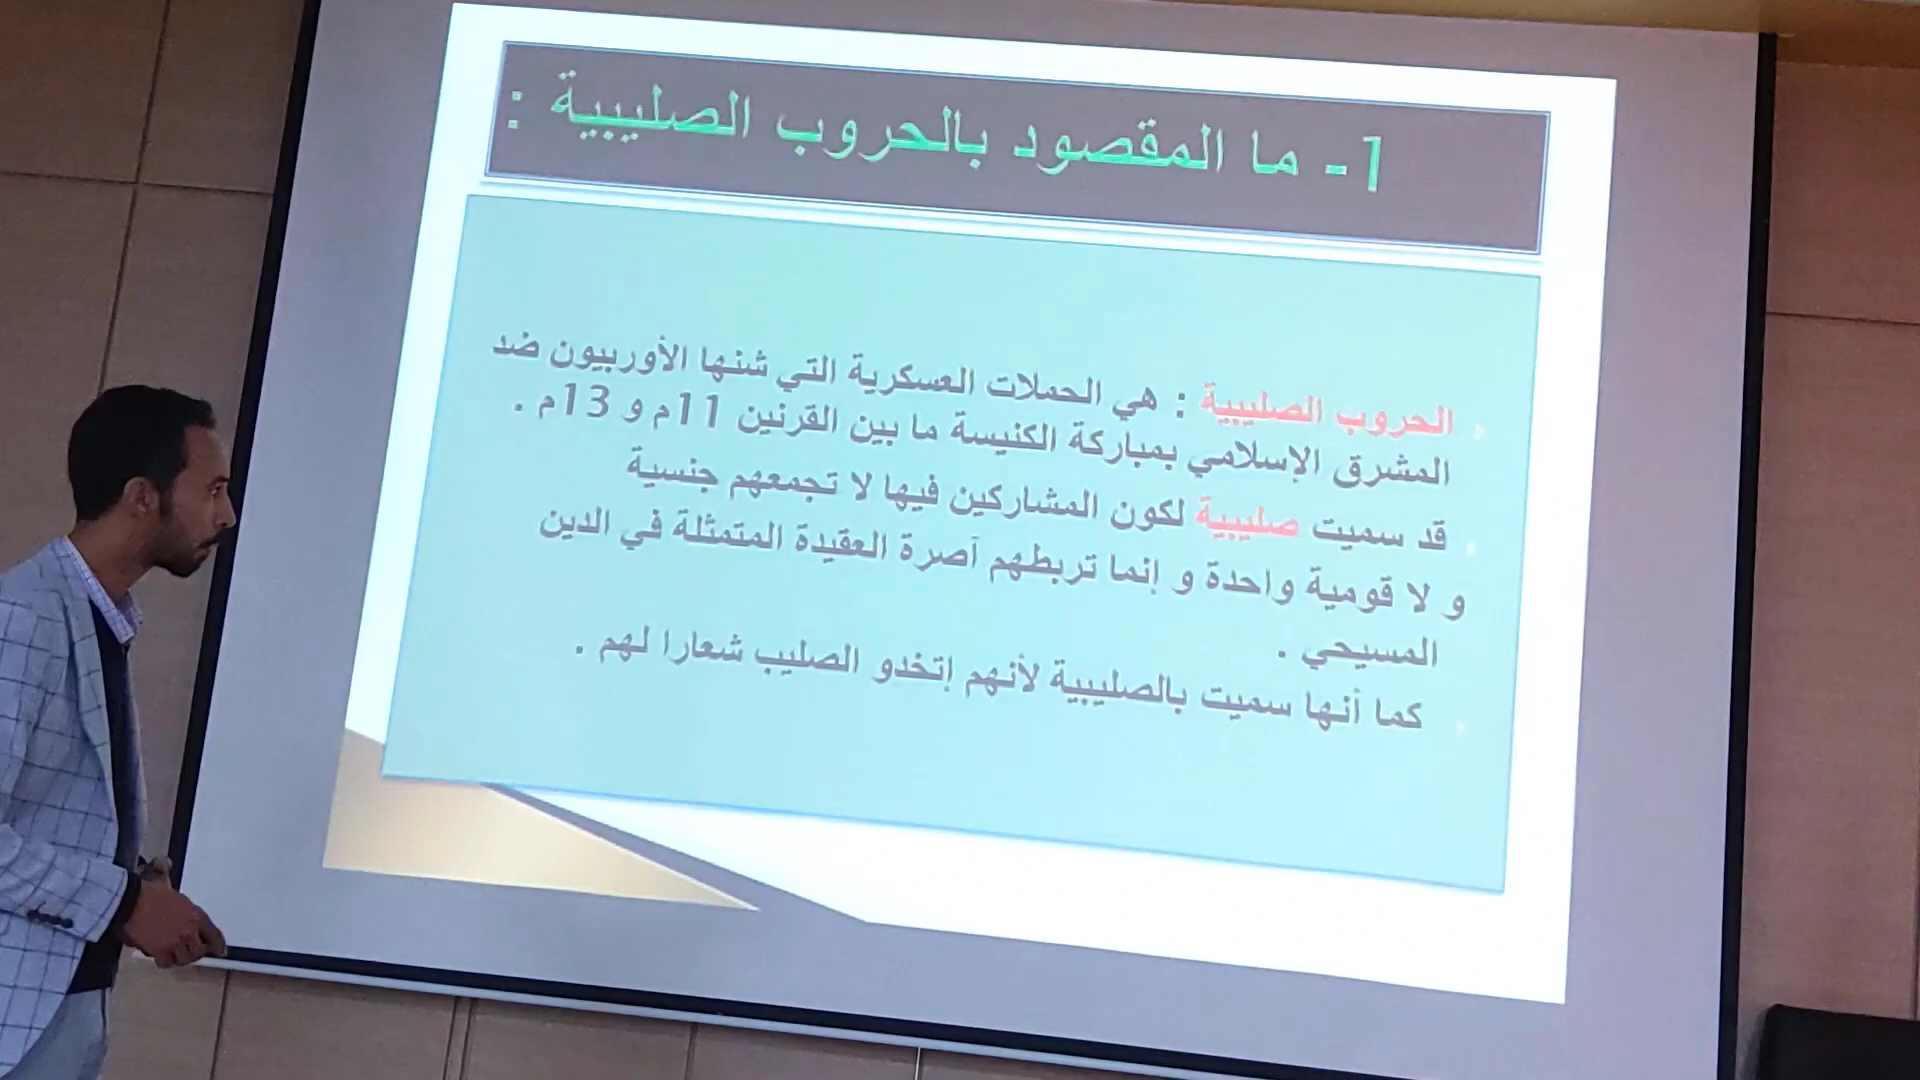 1- ما المقصود بالحروب الصليبية :
الحروب الصليبية : هي الحملات العسكرية التي شنها الأوربيون ضد
المشرق الإسلامي بمباركة الكنيسة ما بين القرنين 11م و 13م .
قد سميت صليبية لكون المشاركين فيها لا تجمعهم جنسية
و لا قومية واحدة و إنما تربطهم آصرة العقيدة المتمثلة في الدين
المسيحي .
كما أنها سميت بالصليبية لأنهم إتخدو الصليب شعارا لهم .